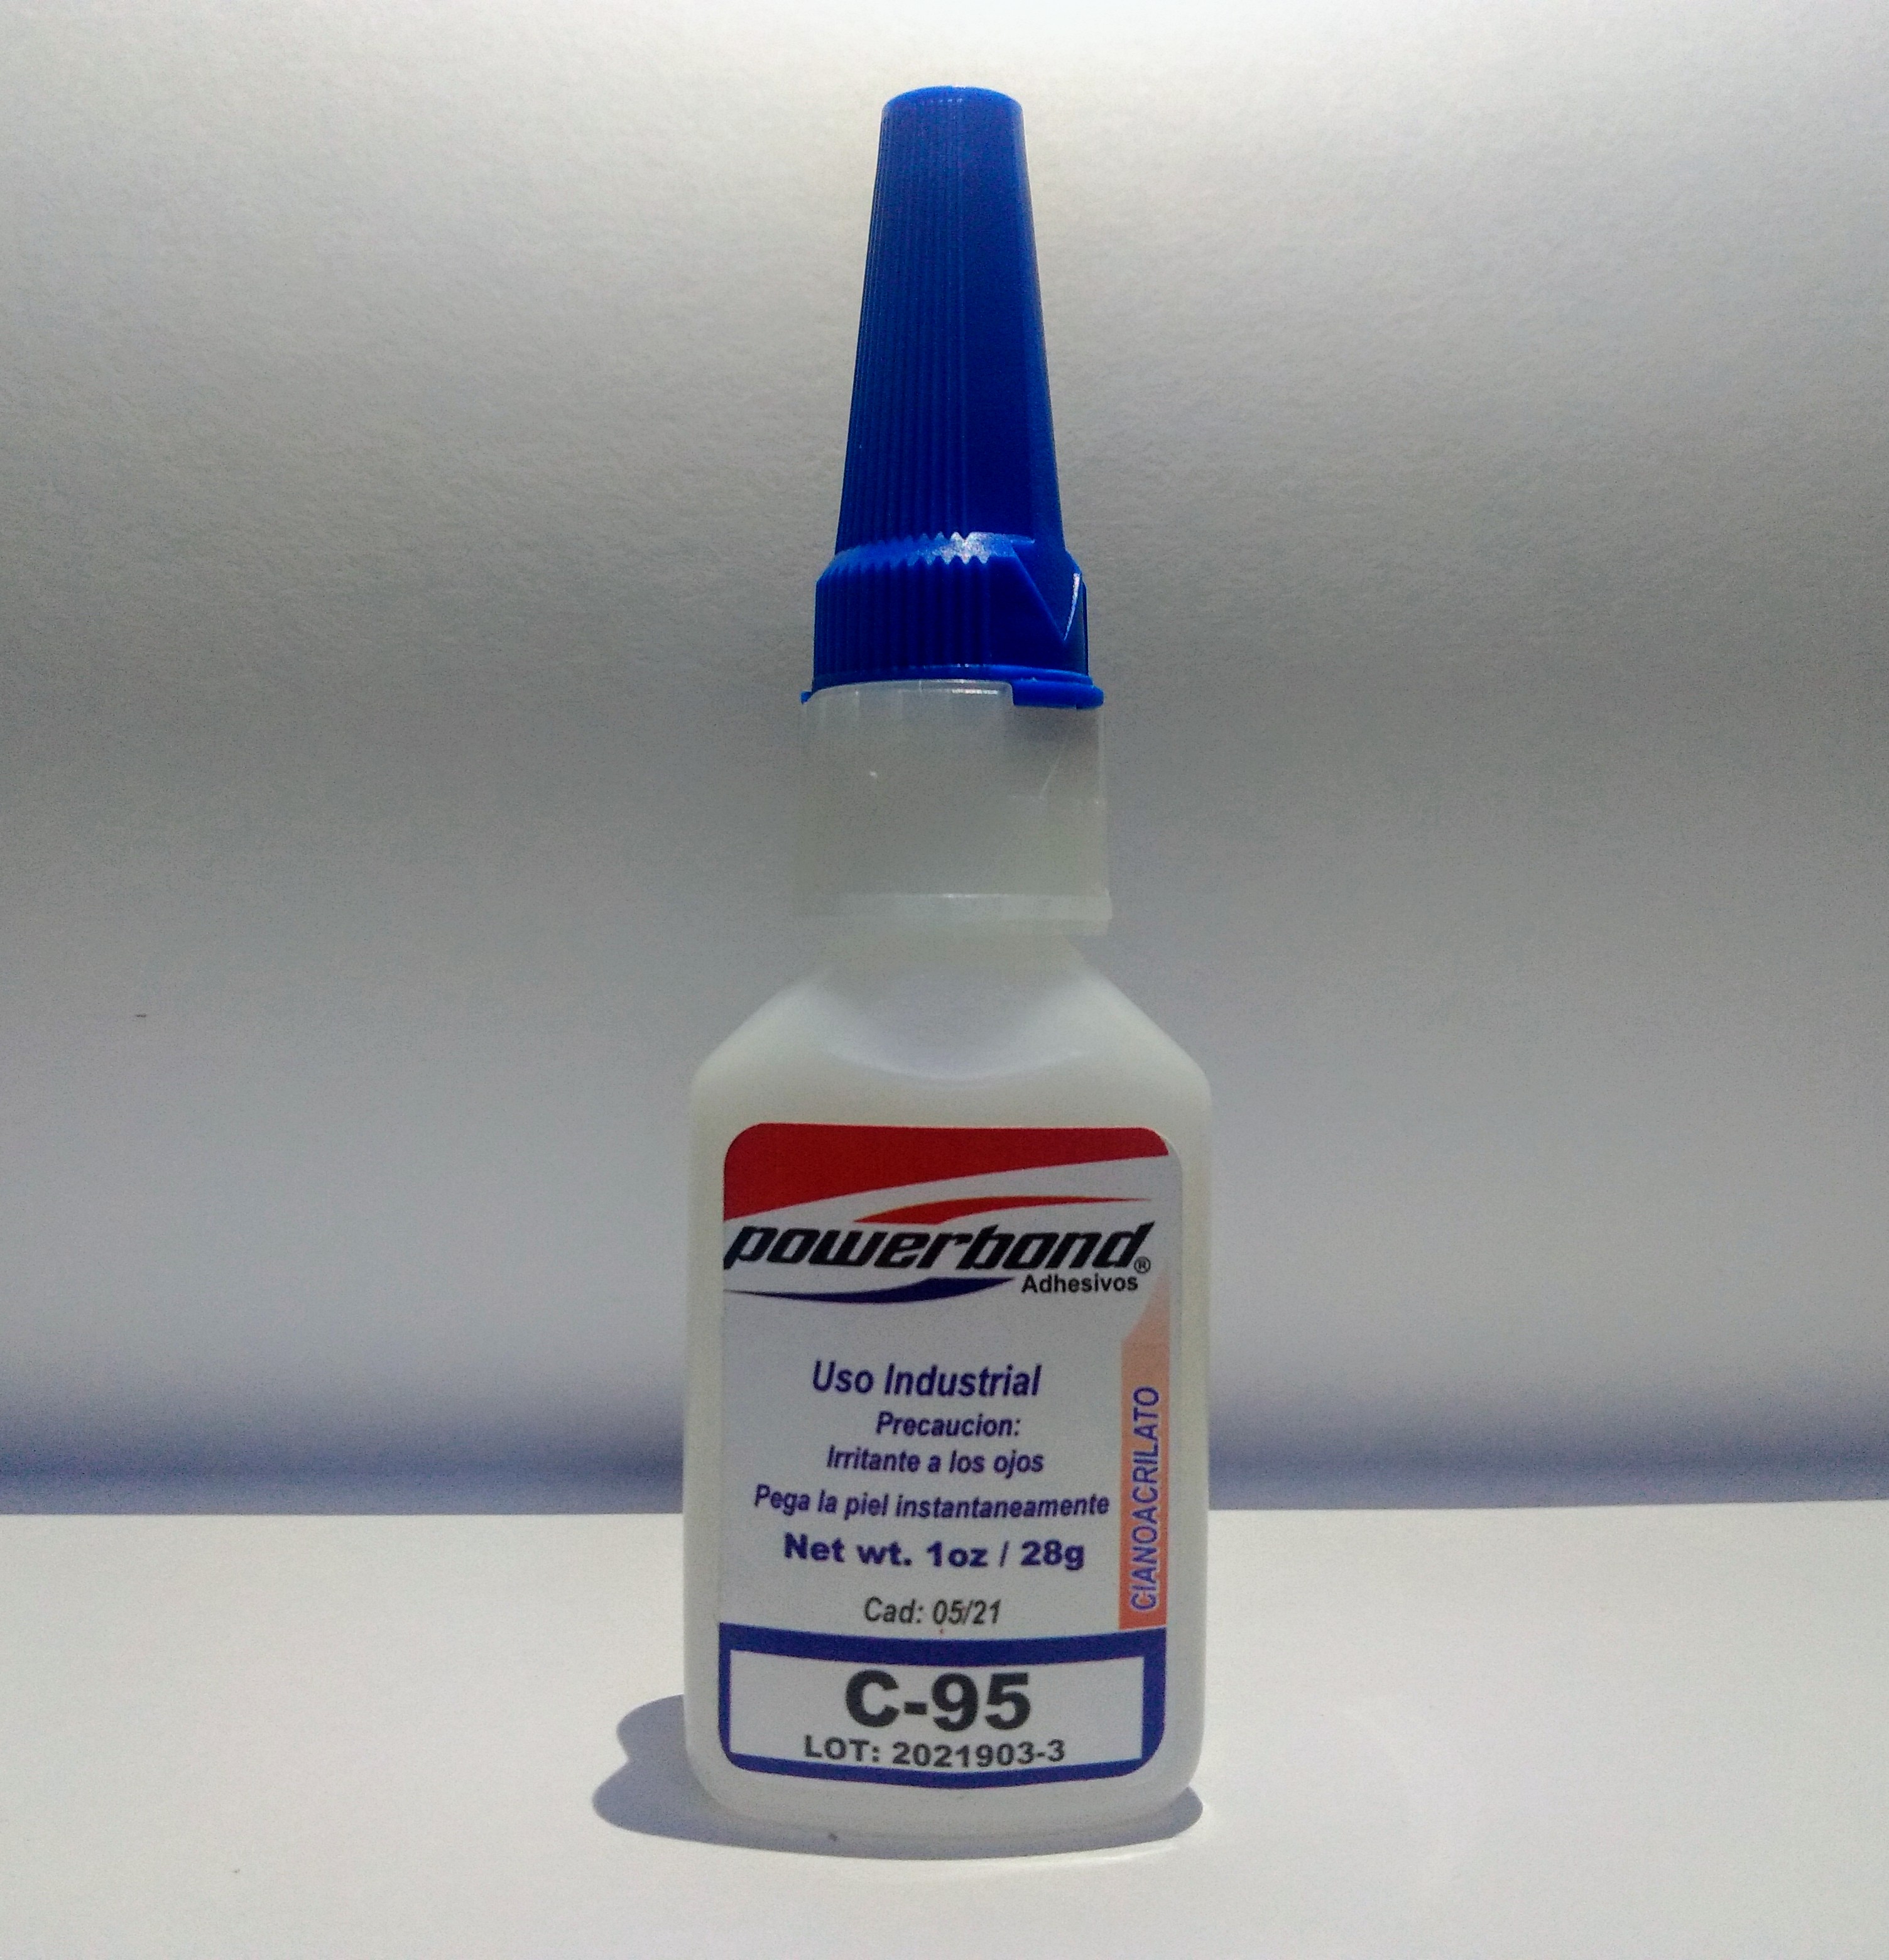 powerbond®
Adhesivos
Uso Industrial
Precaucion:
Irritante a los ojos
Pega la piel instantaneamente
Net wt. 1oz / 28g
Cad: 05/21
CIANOACRILATO
C-95
LOT: 2021903-3